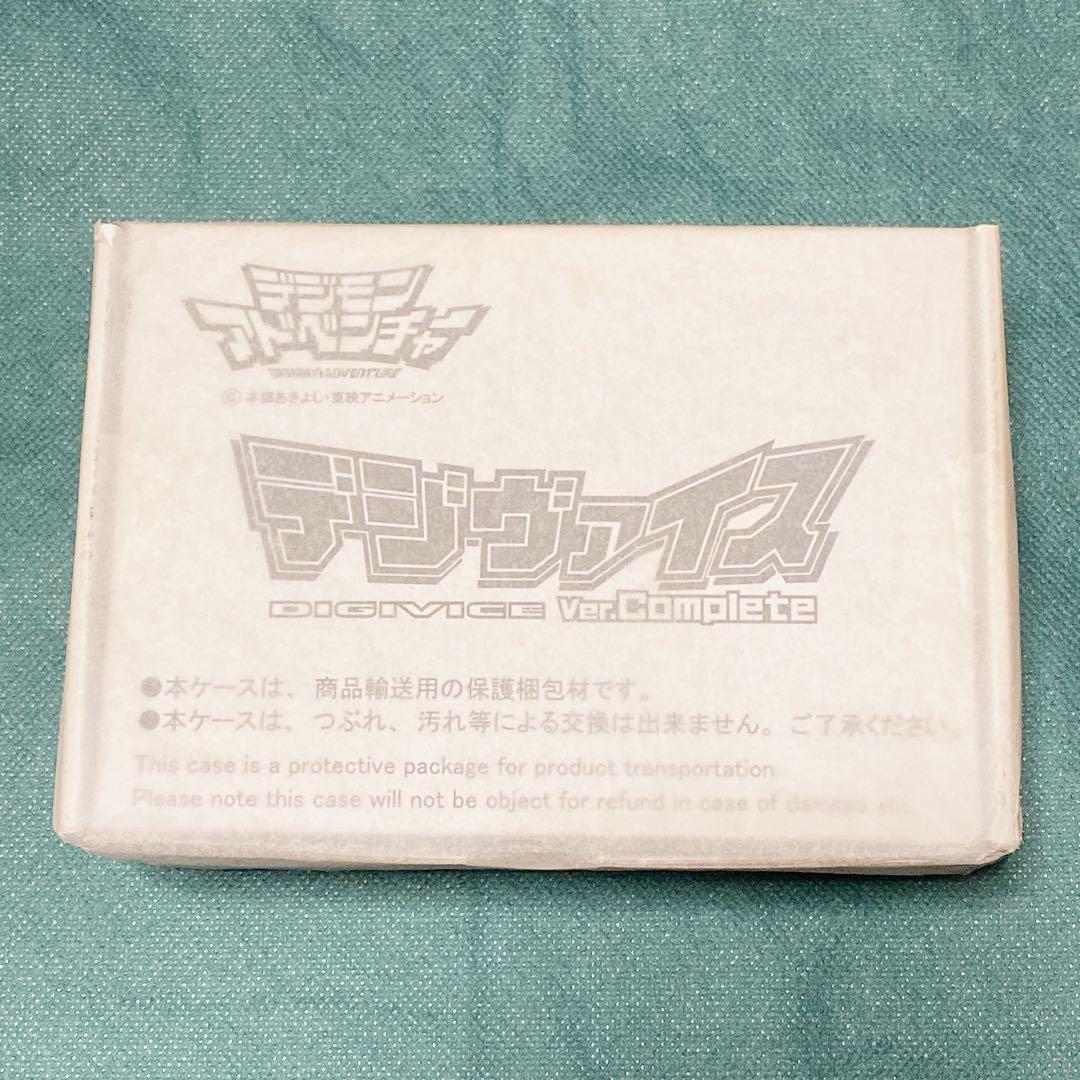 デジモン
アドベンチャー
DIGIMON ADVENTURE
© 本郷あきよし・東映アニメーション
デジヴァイス
DIGIVICE Ver.Complete
●本ケースは、商品輸送用の保護梱包材です。
●本ケースは、つぶれ、汚れ等による交換は出来ません。ご了承ください。
This case is a protective package for product transportation.
Please note this case will not be object for refund in case of